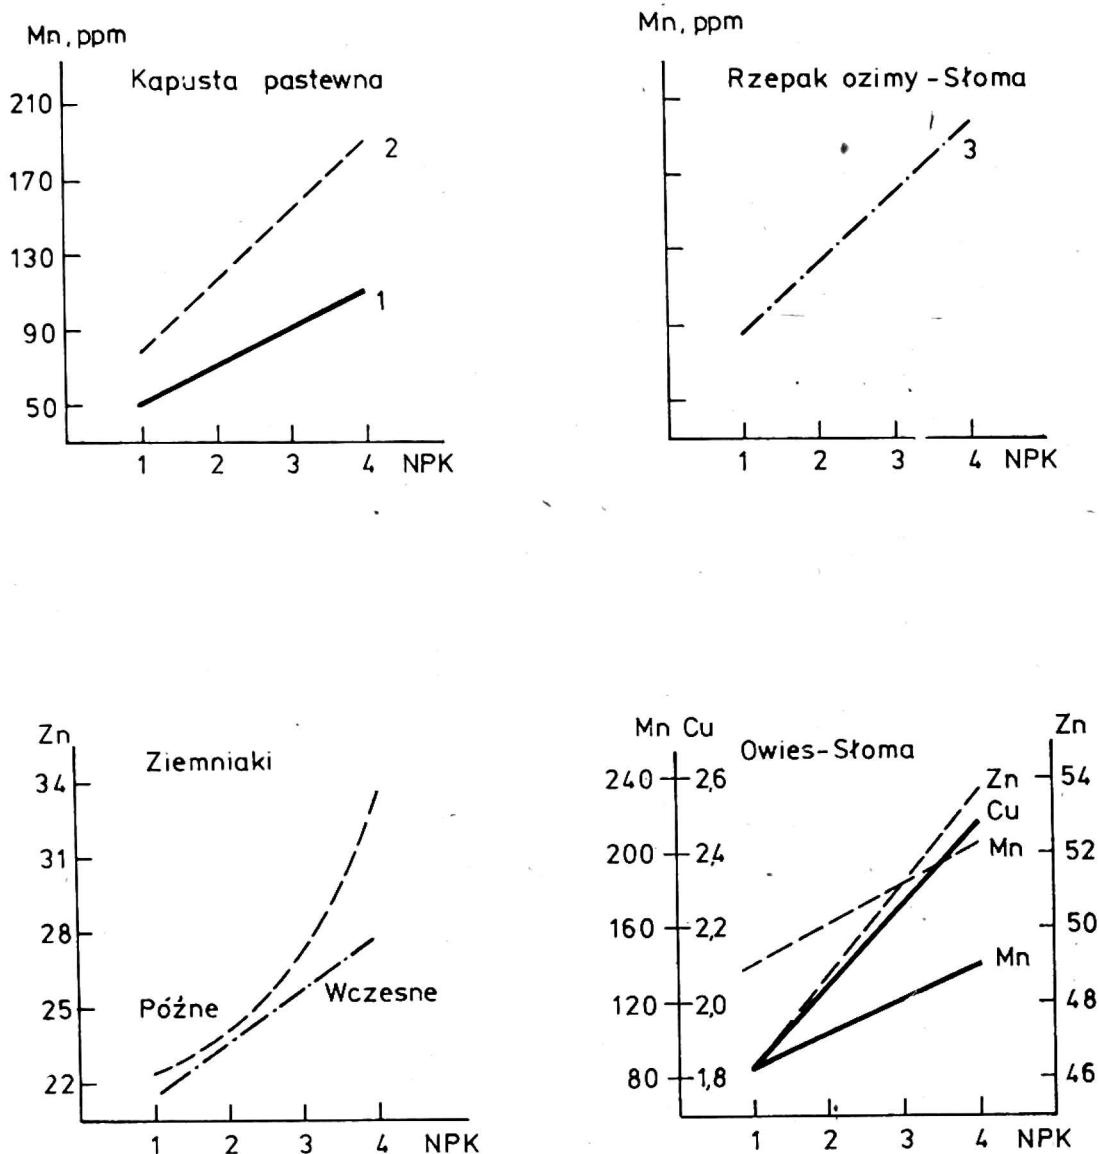 Mn, ppm
Kapusta pastewna
210
170
130
90
50
2
1
1 2 3 4 NPK
Mn, ppm
Rzepak ozimy - Słoma
3
1 2 3 4 NPK
Zn
Ziemniaki
34
31
28
25
22
Późne
Wczesne
1 2 3 4 NPK
Mn Cu
Zn
Owies-Słoma
240 2,6
200 2,4
160 2,2
120 2,0
80 1,8
Zn
Cu
Mn
Mn
54
52
50
48
46
1 2 3 4 NPK